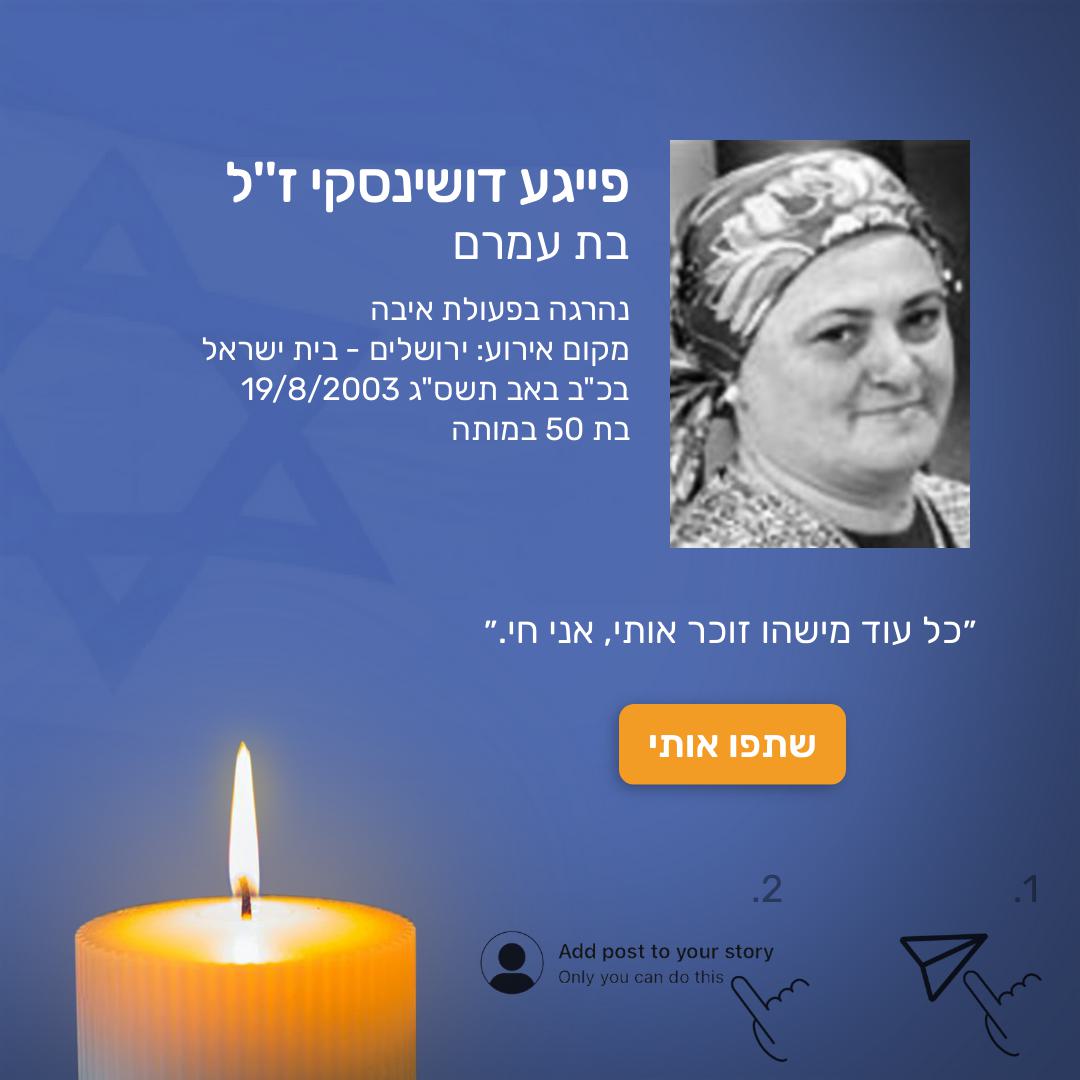 פייגע דושינסקי ז"ל
בת עמרם
נהרגה בפעולת איבה
מקום אירוע: ירושלים - בית ישראל
בכ"ב באב תשס"ג 19/8/2003
בת 50 במותה
״כל עוד מישהו זוכר אותי, אני חי.״
שתפו אותי
.1
.2
Add post to your story
Only you can do this